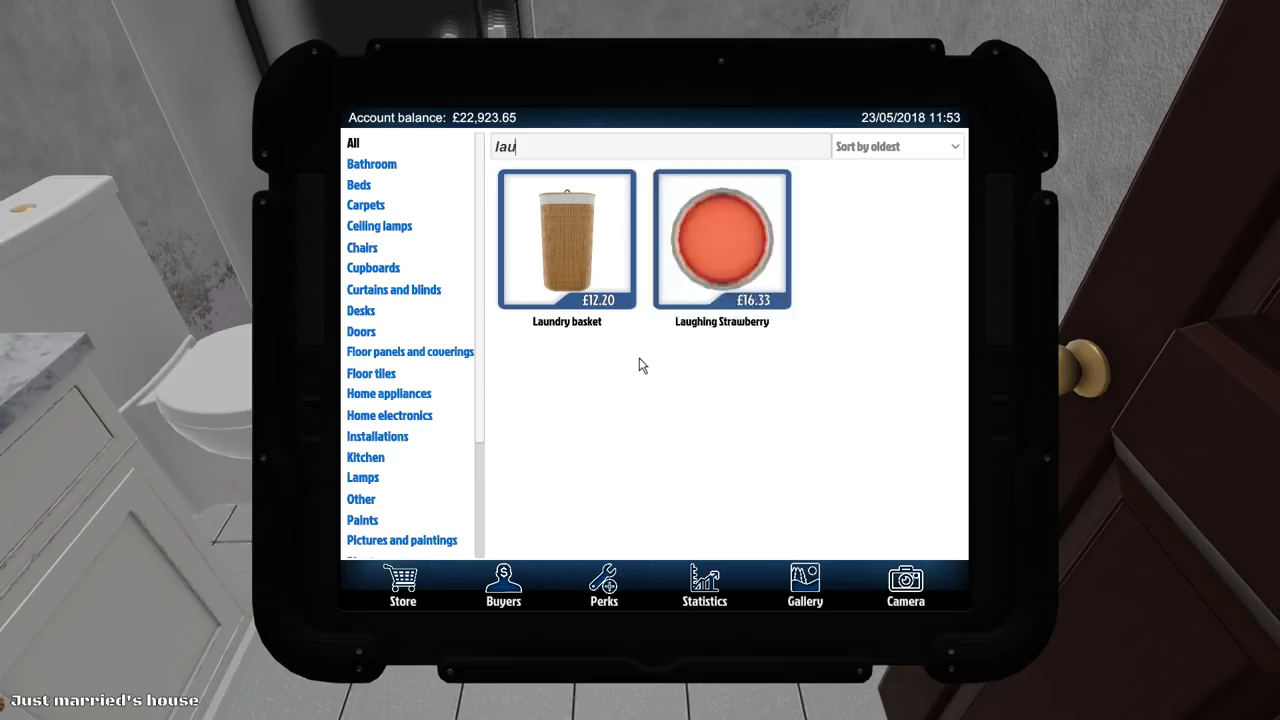 Account balance: £22,923.65
23/05/2018 11:53
All
Bathroom
Beds
Carpets
Ceiling lamps
Chairs
Cupboards
Curtains and blinds
Desks
Doors
Floor panels and coverings
Floor tiles
Home appliances
Home electronics
Installations
Kitchen
Lamps
Other
Paints
Pictures and paintings
lau
Sort by oldest
£12.20
Laundry basket
£16.33
Laughing Strawberry
Store
Buyers
Perks
Statistics
Gallery
Camera
Just married's house